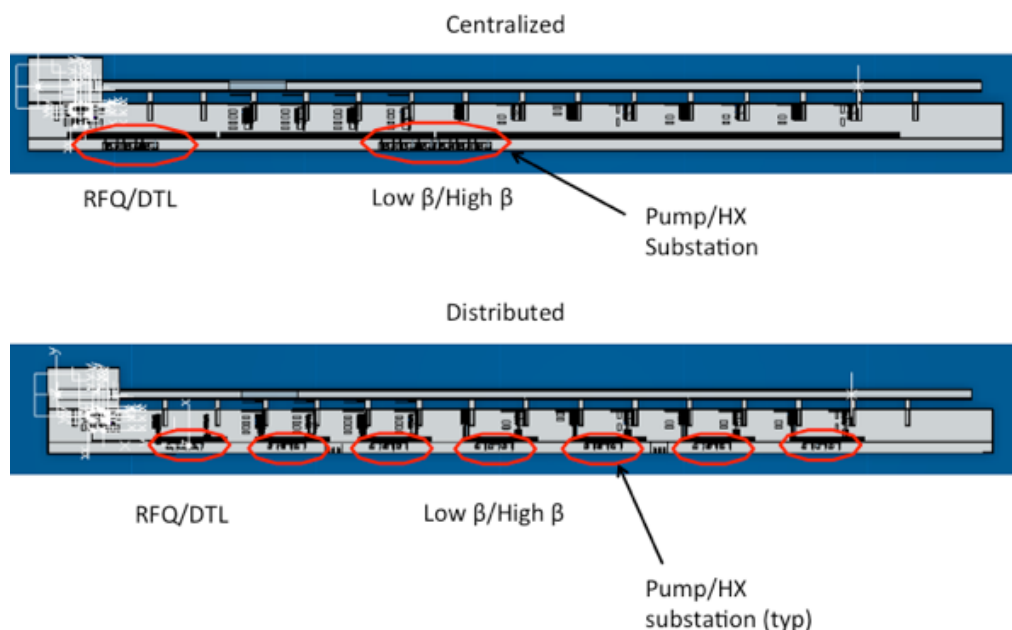 Centralized
RFQ/DTL
Low β/High β
Pump/HX
Substation
Distributed
RFQ/DTL
Low β/High β
Pump/HX
substation (typ)